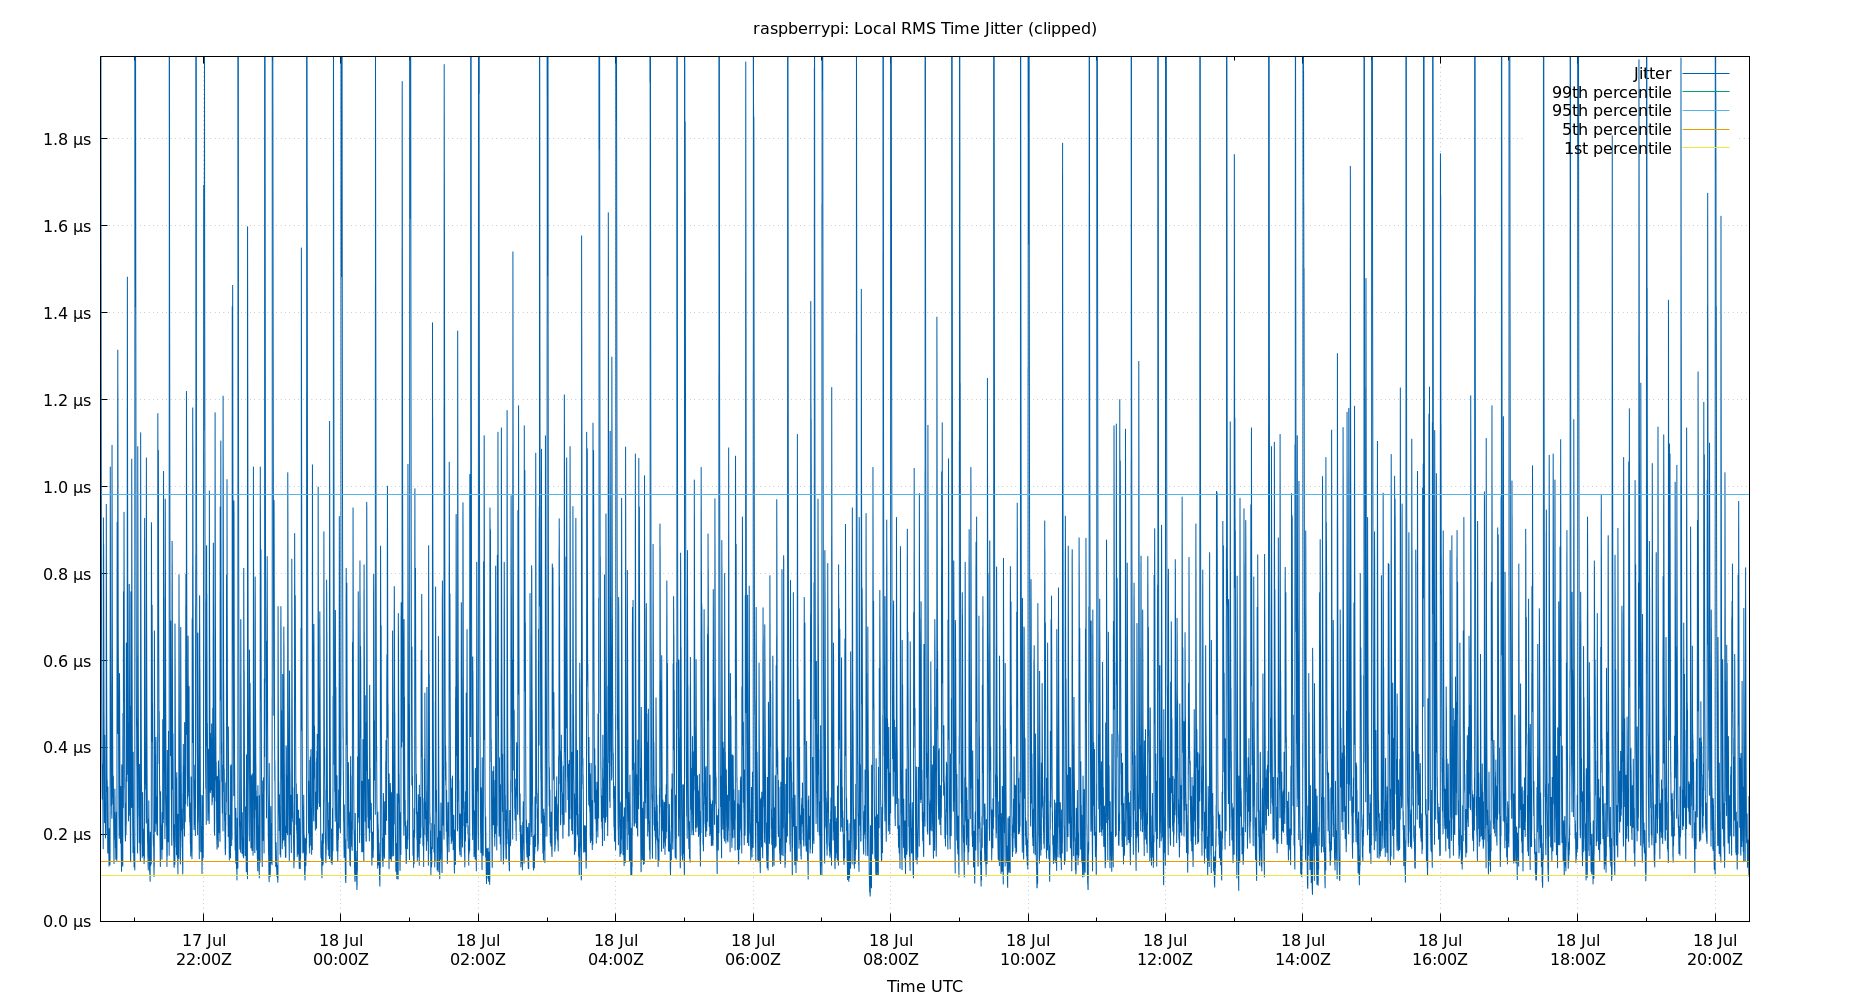 raspberrypi: Local RMS Time Jitter (clipped)
Jitter
99th percentile
95th percentile
5th percentile
1st percentile
1.8 µs
1.6 µs
1.4 µs
1.2 µs
1.0 µs
0.8 µs
0.6 µs
0.4 µs
0.2 µs
0.0 µs
17 Jul 18 Jul 18 Jul 18 Jul 18 Jul 18 Jul 18 Jul 18 Jul 18 Jul 18 Jul 18 Jul 18 Jul
22:00Z 00:00Z 02:00Z 04:00Z 06:00Z 08:00Z 10:00Z 12:00Z 14:00Z 16:00Z 18:00Z 20:00Z
Time UTC